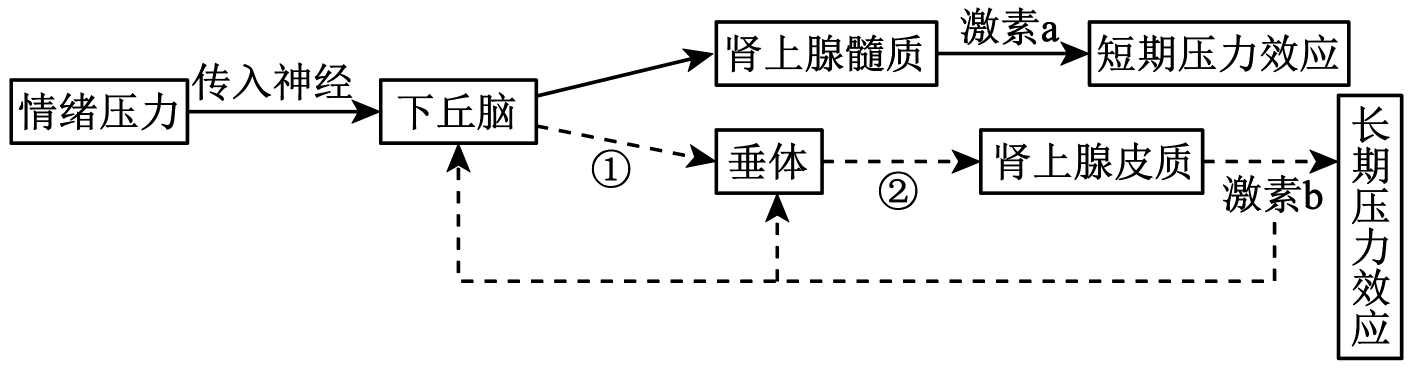 情绪压力
传入神经
下丘脑
肾上腺髓质
激素a
短期压力效应
①
垂体
②
肾上腺皮质
激素b
长期压力效应